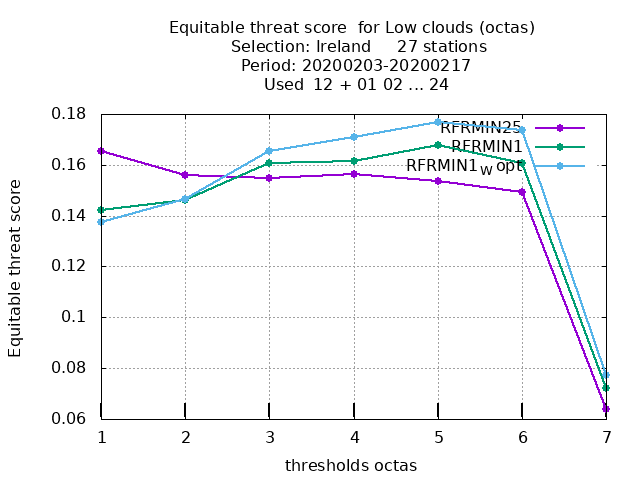 Equitable threat score  for Low clouds (octas)
Selection: Ireland     27 stations
Period: 20200203-20200217
Used  12 + 01 02 ... 24
RFRMIN25
RFRMIN1
RFRMIN1w opt
0.18
0.16
0.14
0.12
0.1
0.08
0.06
Equitable threat score
1 2 3 4 5 6 7
thresholds octas